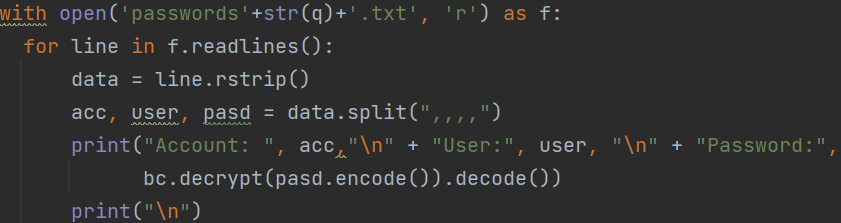 with open('passwords'+str(q)+'.txt', 'r') as f:
for line in f.readlines():
data = line.rstrip()
acc, user, pasd = data.split(",,,,")
print("Account: ", acc,"\n" + "User:", user, "\n" + "Password:",
bc.decrypt(pasd.encode()).decode())
print("\n")